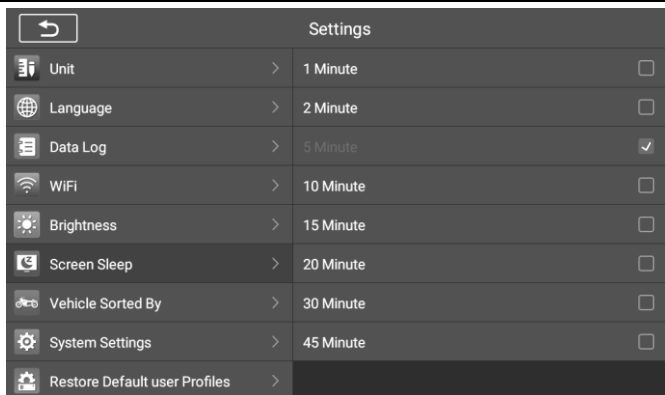 Settings
Unit
Language
Data Log
WiFi
Brightness
Screen Sleep
Vehicle Sorted By
System Settings
Restore Default user Profiles
1 Minute
2 Minute
5 Minute
10 Minute
15 Minute
20 Minute
30 Minute
45 Minute